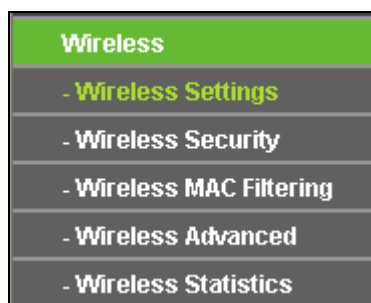 Wireless
- Wireless Settings
- Wireless Security
- Wireless MAC Filtering
- Wireless Advanced
- Wireless Statistics